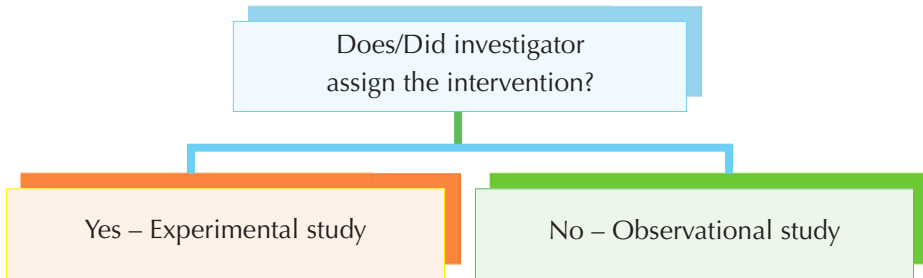 Does/Did investigator
assign the intervention?
Yes – Experimental study
No – Observational study